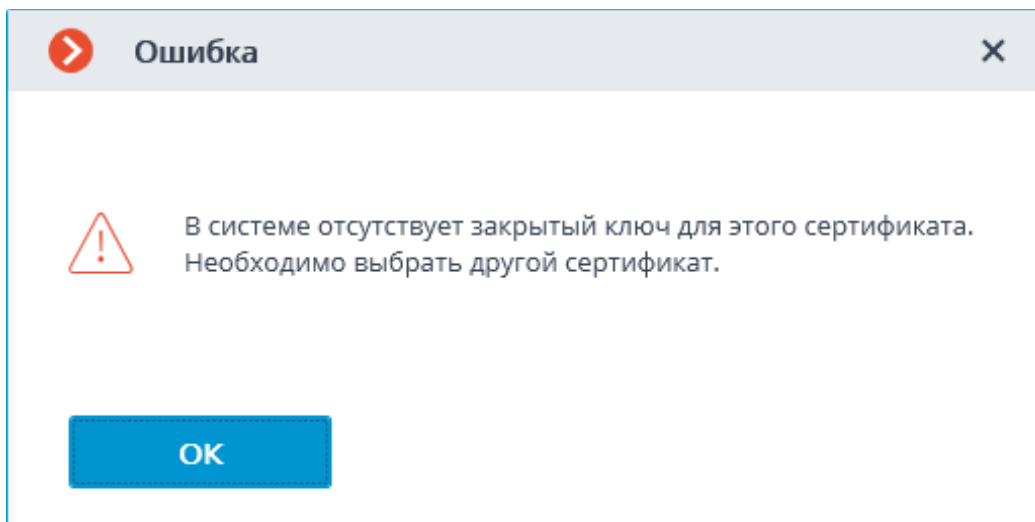 Ошибка
В системе отсутствует закрытый ключ для этого сертификата.
Необходимо выбрать другой сертификат.
OK